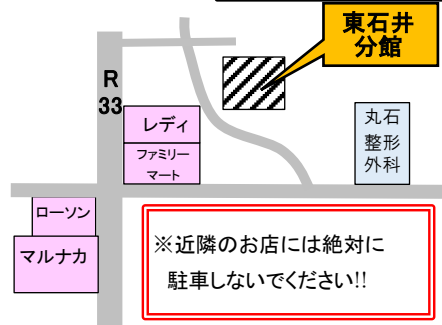 東石井
分館
R
33
レディ
ファミリー
マート
丸石
整形
外科
ローソン
マルナカ
※近隣のお店には絶対に
駐車しないでください!!